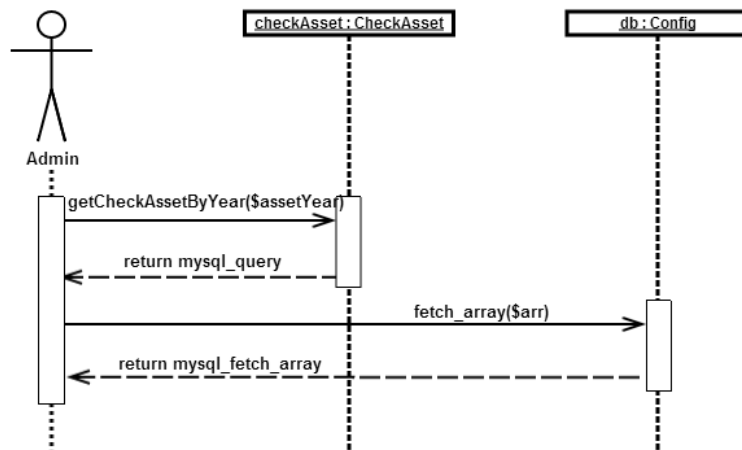 checkAsset : CheckAsset
db : Config
Admin
getCheckAssetByYear($assetYear)
return mysql_query
fetch_array($arr)
return mysql_fetch_array